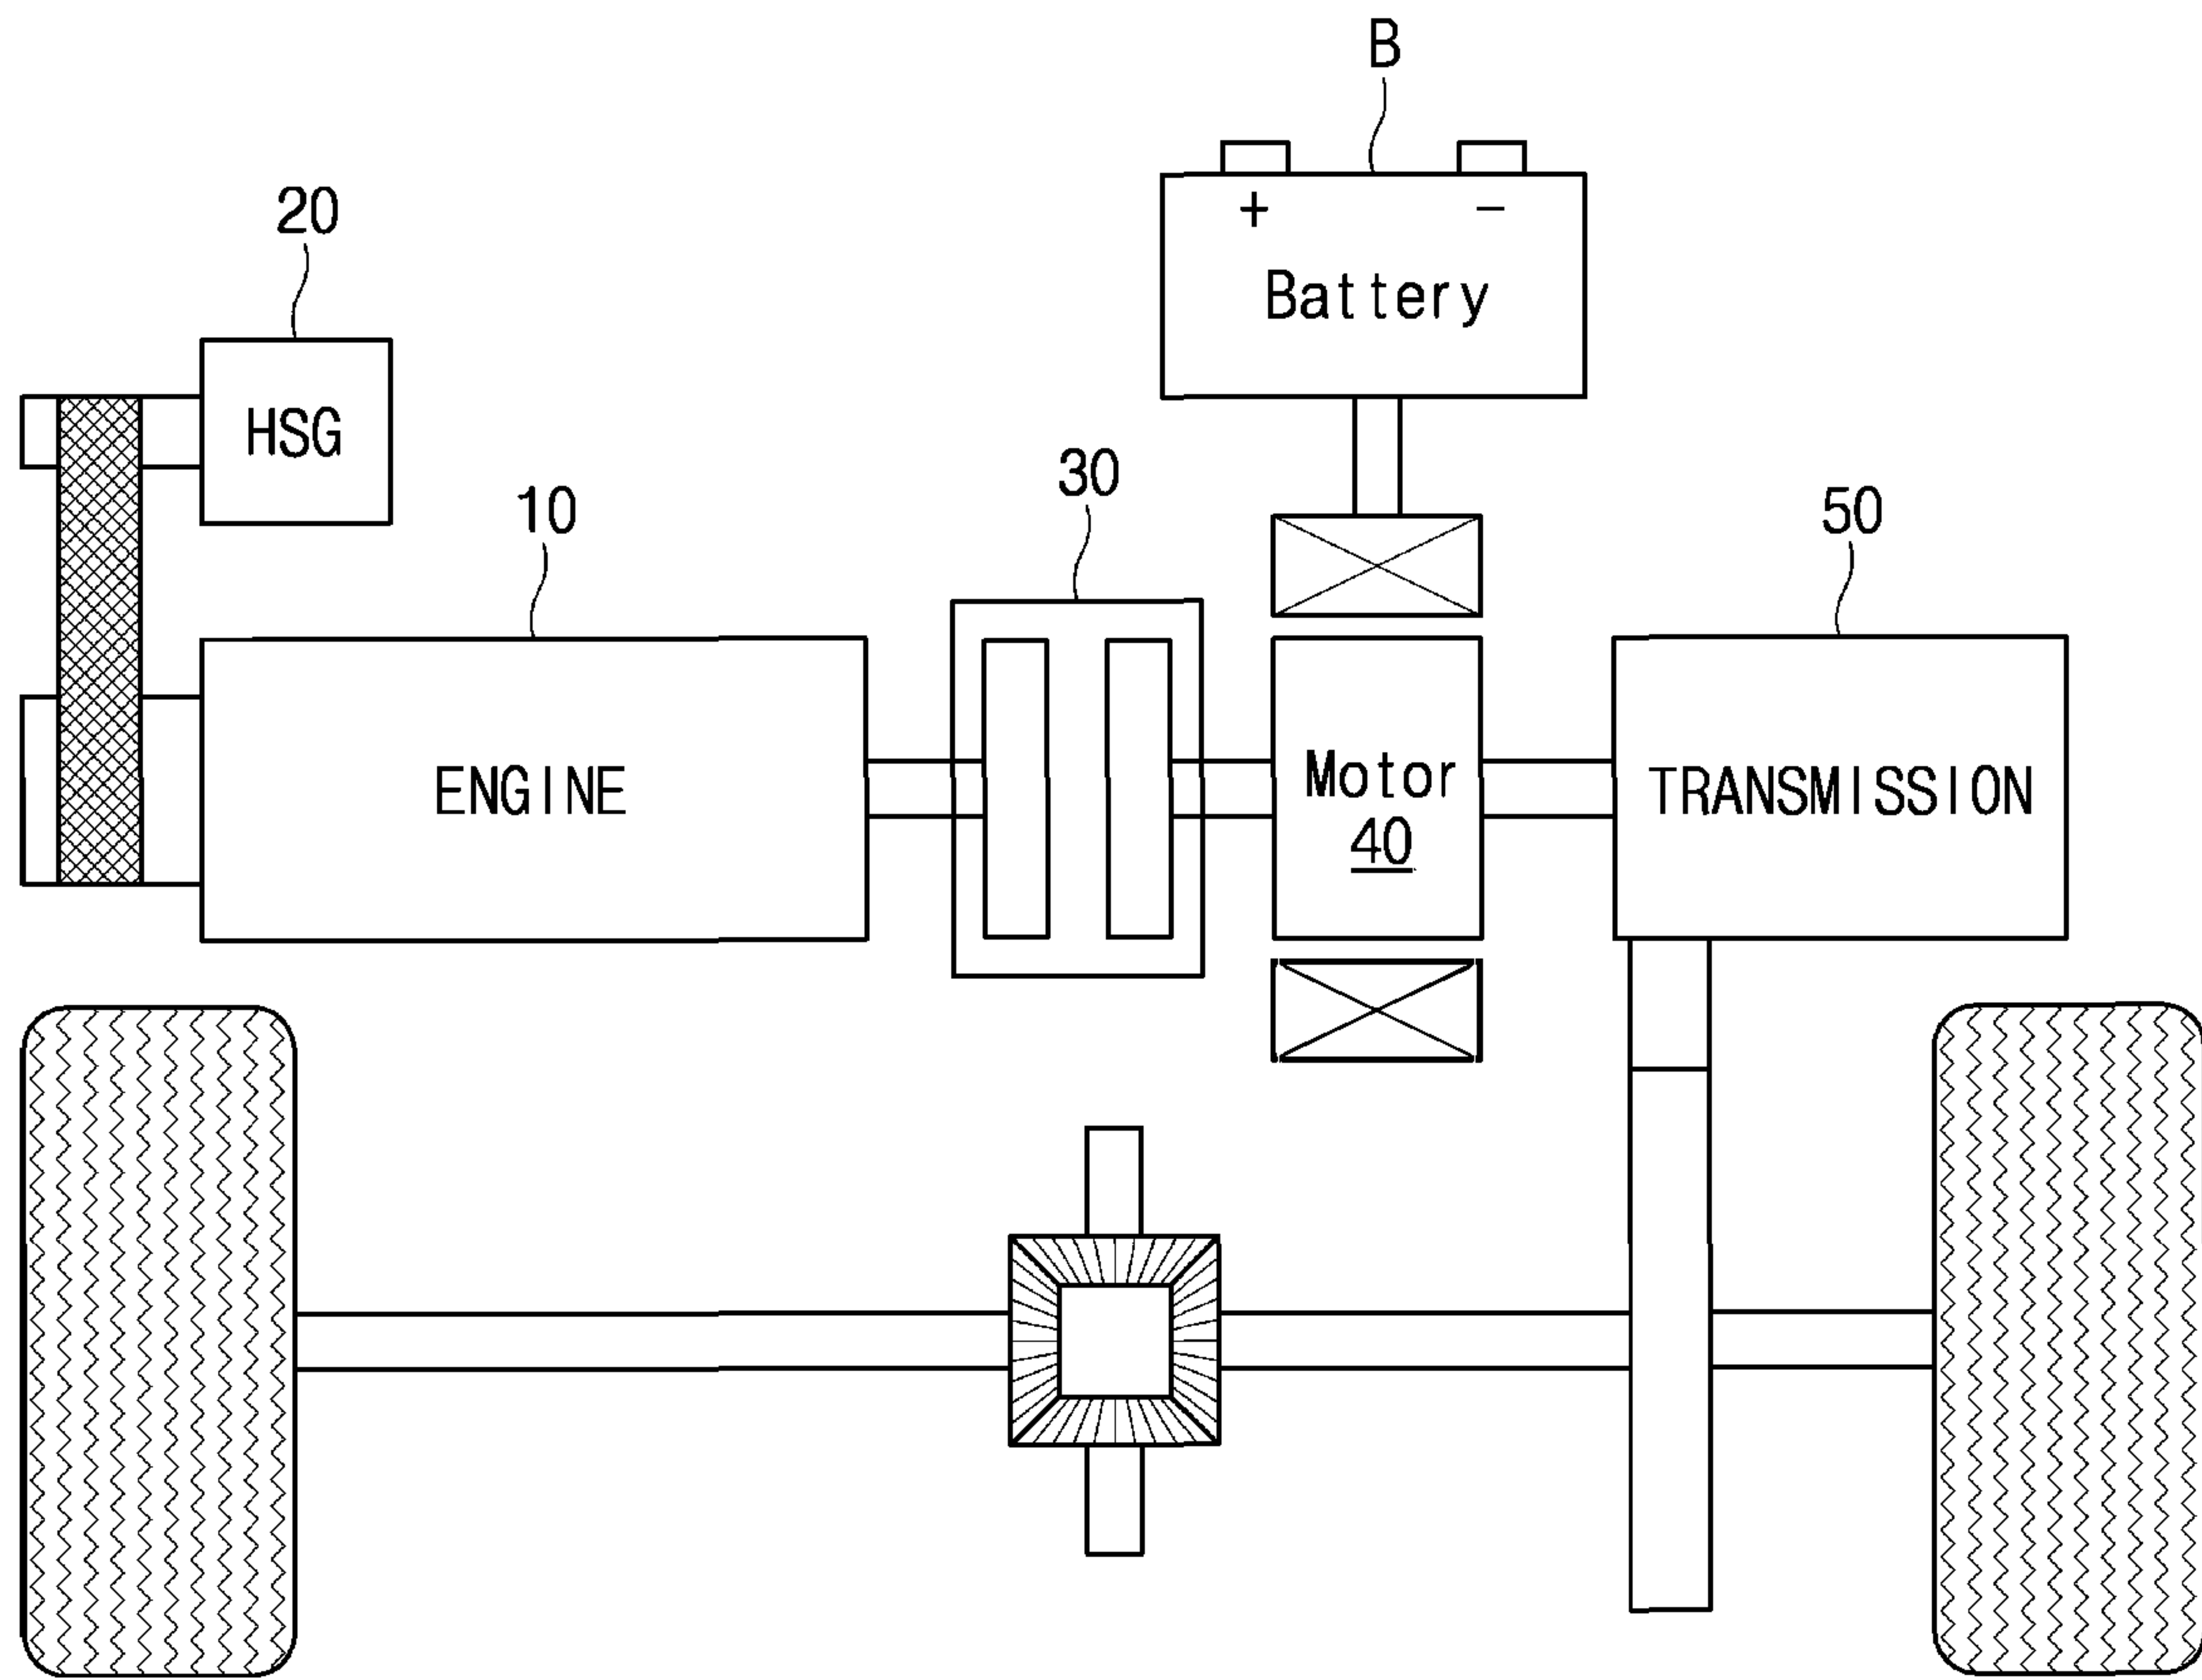 B
20
+ −
Battery
HSG
30
10
50
ENGINE
Motor
40
TRANSMISSION